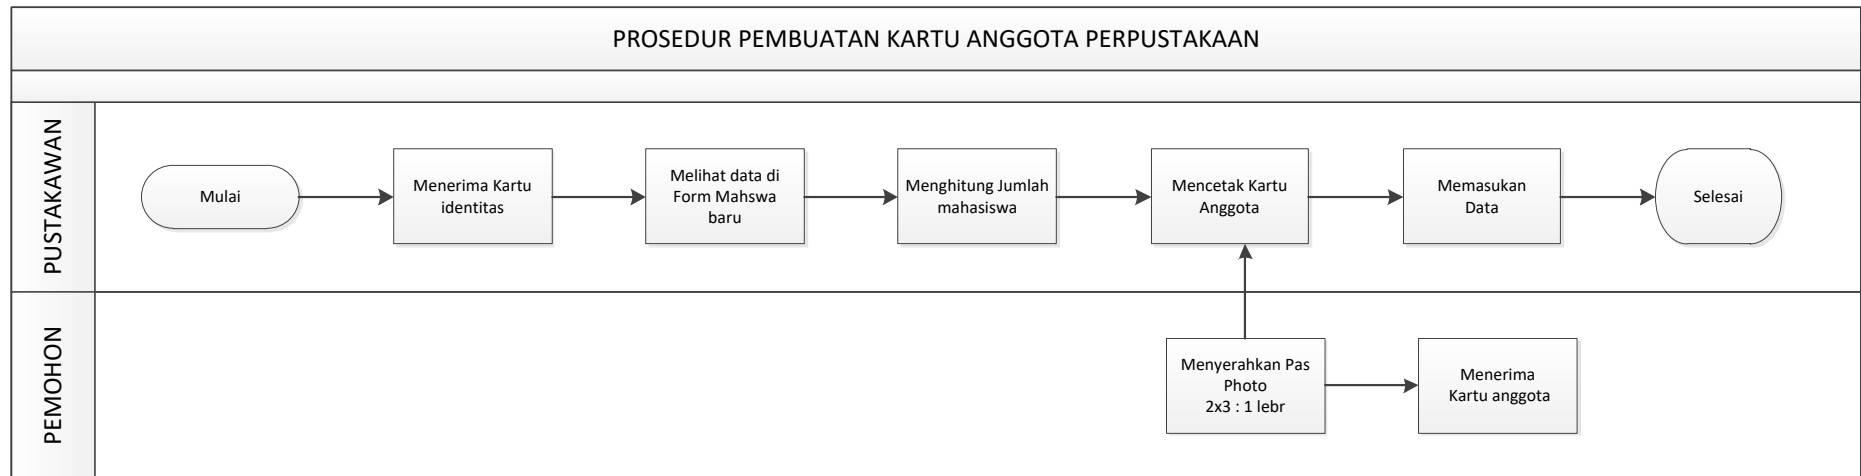 PROSEDUR PEMBUATAN KARTU ANGGOTA PERPUSTAKAAN
PUSTAKAWAN
Mulai
Menerima Kartu
identitas
Melihat data di
Form Mahswa
baru
Menghitung Jumlah
mahasiswa
Mencetak Kartu
Anggota
Memasukan
Data
Selesai
PEMOHON
Menyerahkan Pas
Photo
2x3 : 1 lebr
Menerima
Kartu anggota